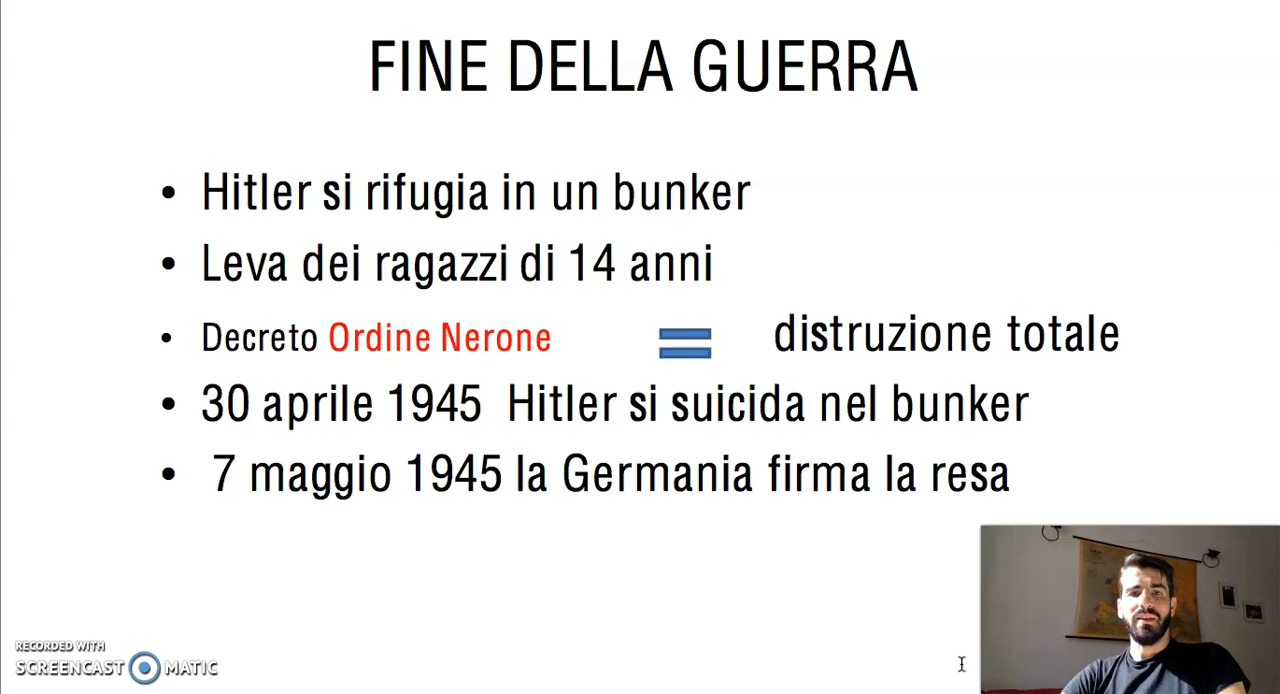 FINE DELLA GUERRA
• Hitler si rifugia in un bunker
• Leva dei ragazzi di 14 anni
• Decreto Ordine Nerone = distruzione totale
• 30 aprile 1945 Hitler si suicida nel bunker
• 7 maggio 1945 la Germania firma la resa
RECORDED WITH
SCREENCAST MATIC